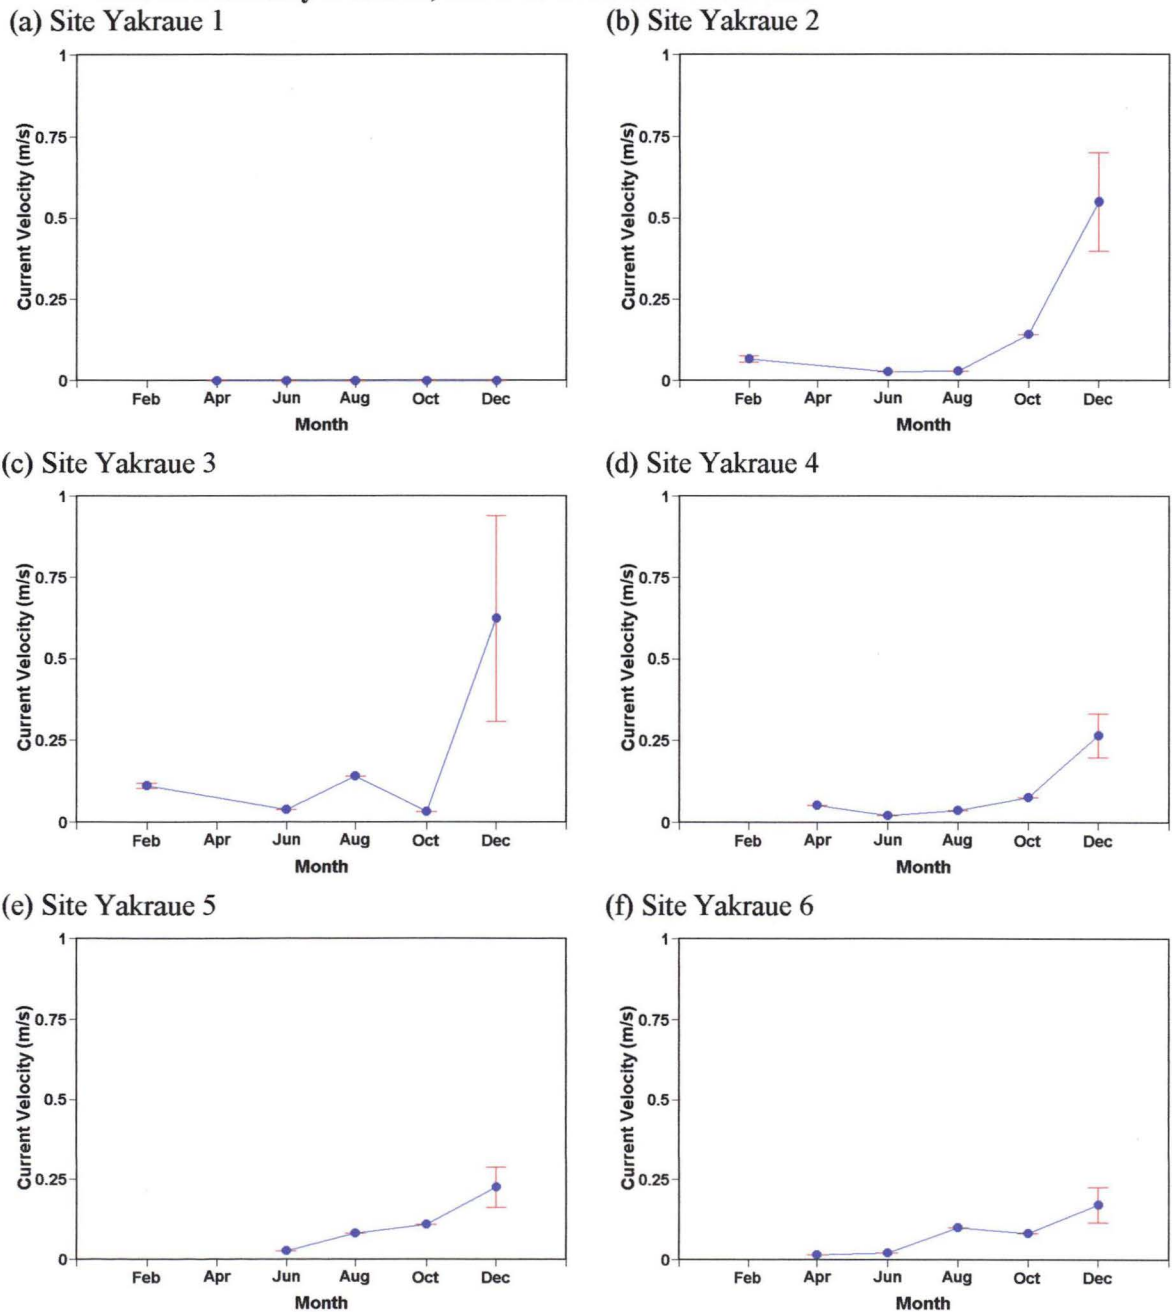 (a) Site Yakraue 1
1
0.75
0.5
0.25
0
Current Velocity (m/s)
Feb Apr Jun Aug Oct Dec
Month
(b) Site Yakraue 2
1
0.75
0.5
0.25
0
Current Velocity (m/s)
Feb Apr Jun Aug Oct Dec
Month
(c) Site Yakraue 3
1
0.75
0.5
0.25
0
Current Velocity (m/s)
Feb Apr Jun Aug Oct Dec
Month
(d) Site Yakraue 4
1
0.75
0.5
0.25
0
Current Velocity (m/s)
Feb Apr Jun Aug Oct Dec
Month
(e) Site Yakraue 5
1
0.75
0.5
0.25
0
Current Velocity (m/s)
Feb Apr Jun Aug Oct Dec
Month
(f) Site Yakraue 6
1
0.75
0.5
0.25
0
Current Velocity (m/s)
Feb Apr Jun Aug Oct Dec
Month